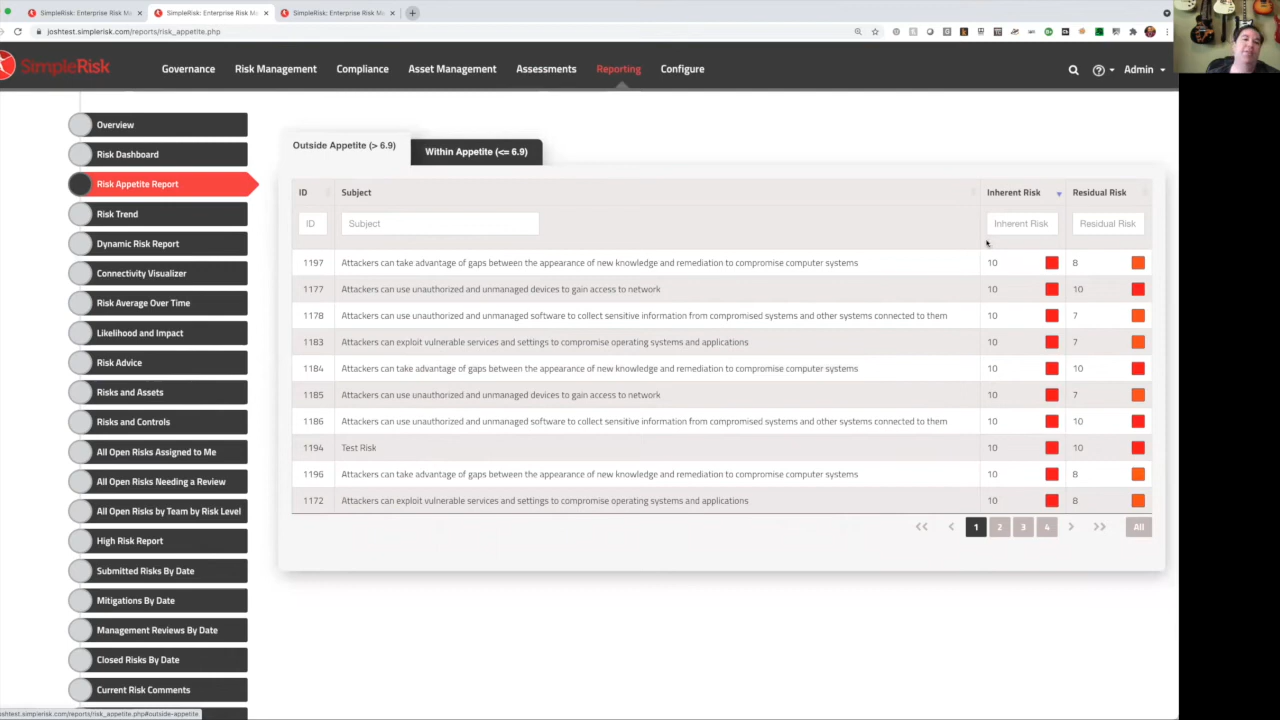 SimpleRisk: Enterprise Risk M
SimpleRisk: Enterprise Risk M
SimpleRisk: Enterprise Risk M
joshtest.simplerisk.com/reports/risk_appetite.php
SimpleRisk
Governance
Risk Management
Compliance
Asset Management
Assessments
Reporting
Configure
Admin
Overview
Risk Dashboard
Risk Appetite Report
Risk Trend
Dynamic Risk Report
Connectivity Visualizer
Risk Average Over Time
Likelihood and Impact
Risk Advice
Risks and Assets
Risks and Controls
All Open Risks Assigned to Me
All Open Risks Needing a Review
All Open Risks by Team by Risk Level
High Risk Report
Submitted Risks By Date
Mitigations By Date
Management Reviews By Date
Closed Risks By Date
Current Risk Comments
Outside Appetite (> 6.9)
Within Appetite (<= 6.9)
ID Subject Inherent Risk Residual Risk
ID Subject Inherent Risk Residual Risk
1197 Attackers can take advantage of gaps between the appearance of new knowledge and remediation to compromise computer systems 10 8
1177 Attackers can use unauthorized and unmanaged devices to gain access to network 10 10
1178 Attackers can use unauthorized and unmanaged software to collect sensitive information from compromised systems and other systems connected to them 10 7
1183 Attackers can exploit vulnerable services and settings to compromise operating systems and applications 10 7
1184 Attackers can take advantage of gaps between the appearance of new knowledge and remediation to compromise computer systems 10 10
1185 Attackers can use unauthorized and unmanaged devices to gain access to network 10 7
1186 Attackers can use unauthorized and unmanaged software to collect sensitive information from compromised systems and other systems connected to them 10 10
1194 Test Risk 10 10
1196 Attackers can take advantage of gaps between the appearance of new knowledge and remediation to compromise computer systems 10 8
1172 Attackers can exploit vulnerable services and settings to compromise operating systems and applications 10 8
<< < 1 2 3 4 > >> All
joshtest.simplerisk.com/reports/risk_appetite.php#outside-appetite